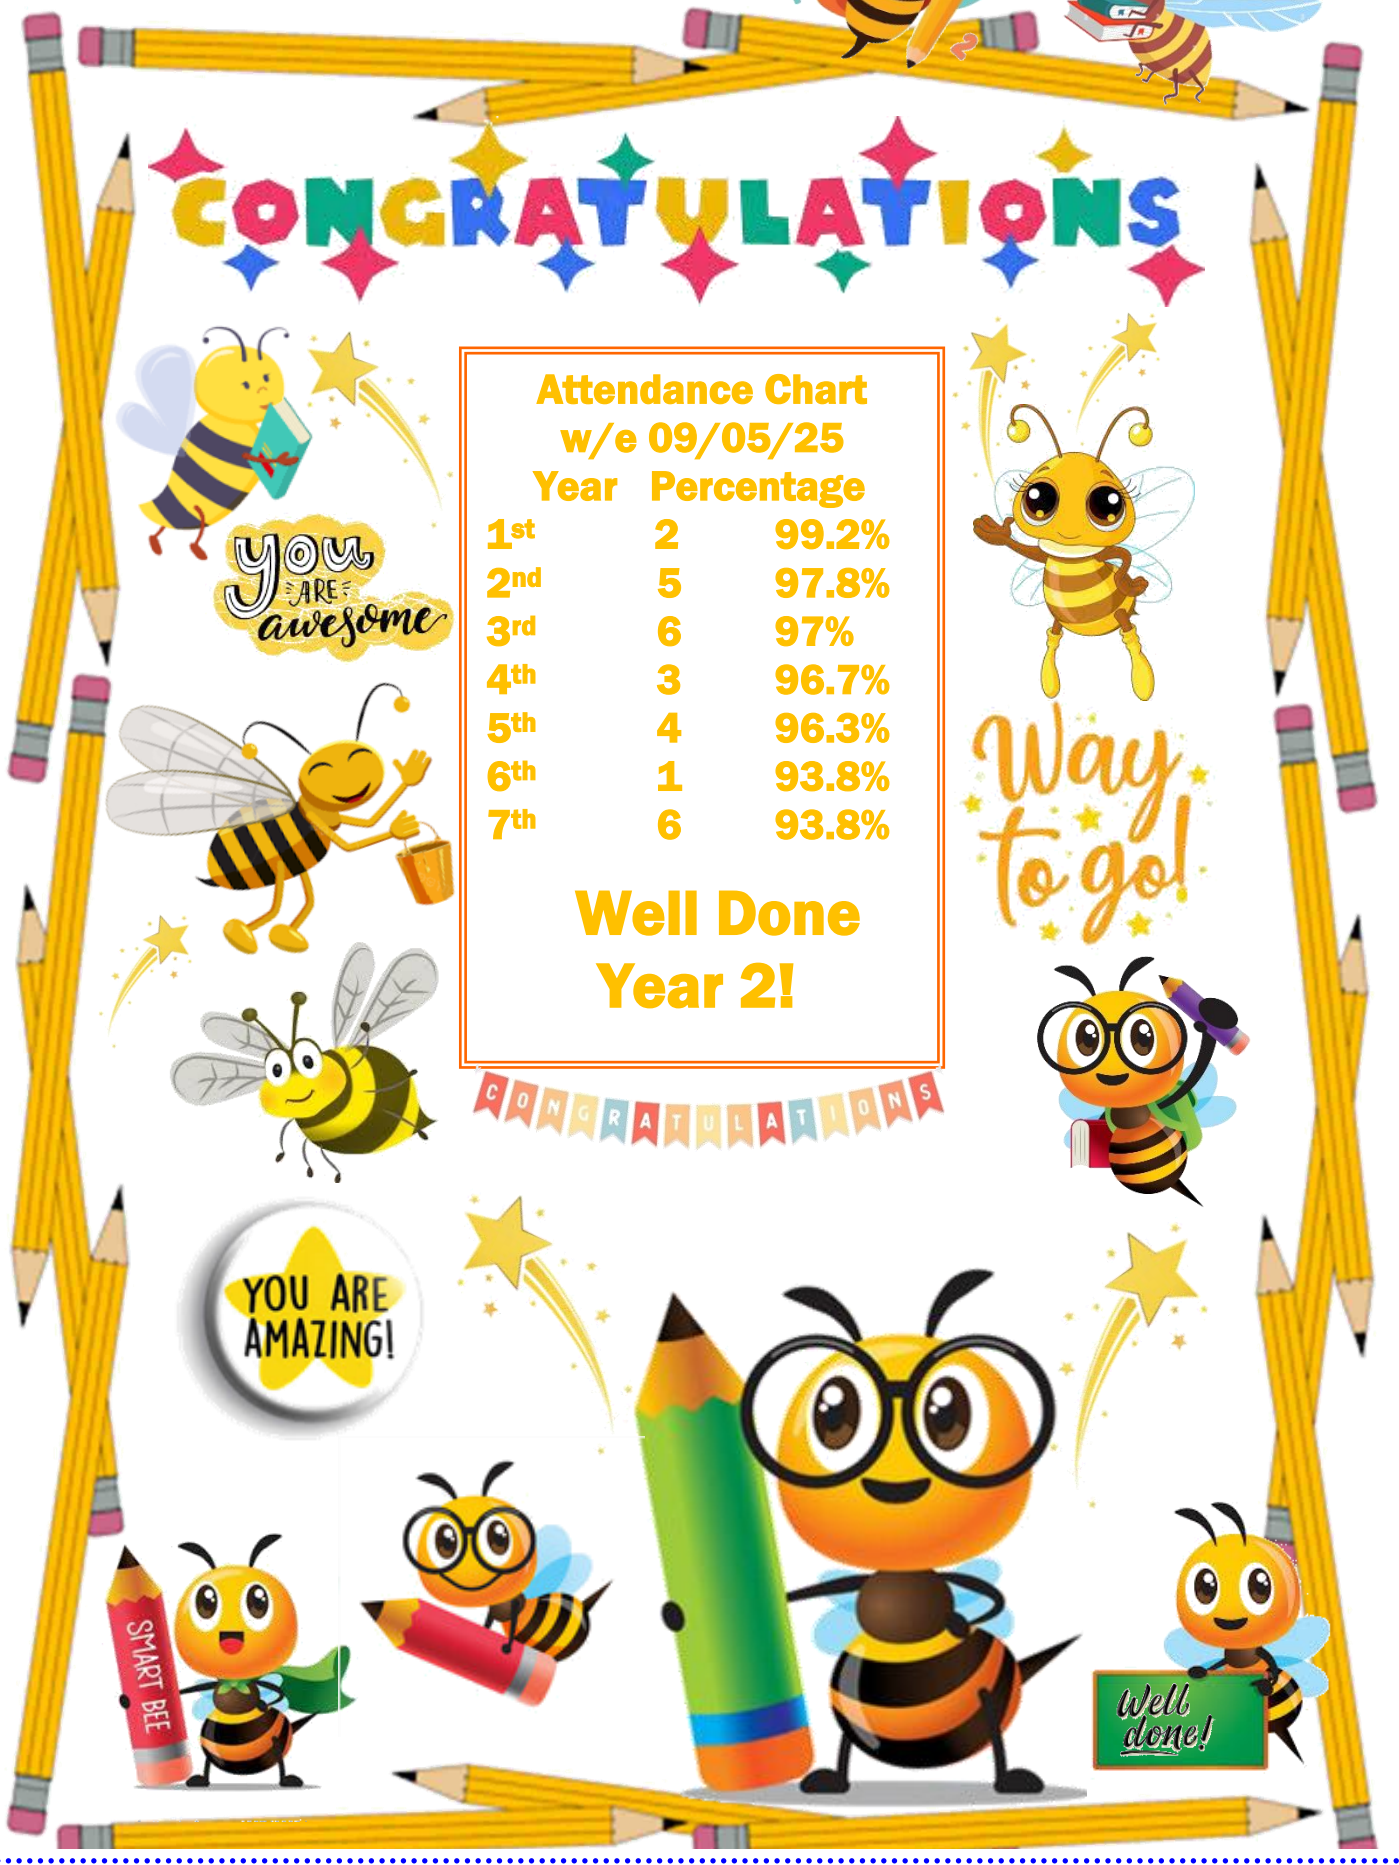 2
CONGRATULATIONS
Attendance Chart
w/e 09/05/25
Year Percentage
1st 2 99.2%
2nd 5 97.8%
3rd 6 97%
4th 3 96.7%
5th 4 96.3%
6th 1 93.8%
7th 6 93.8%
Well Done
Year 2!
you
ARE
awesome
Way
to go!
CONGRATULATIONS
YOU ARE
AMAZING!
SMART BEE
Well
done!